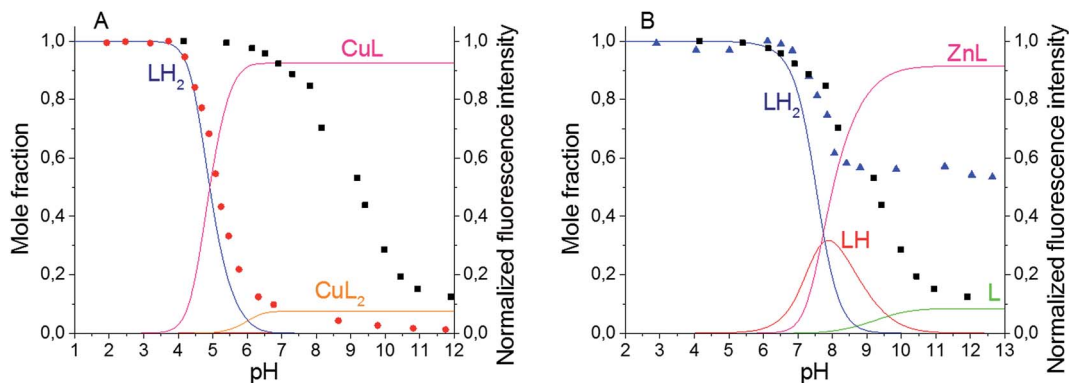 A
B
1,0
0,8
0,6
0,4
0,2
0,0
Mole fraction
LH2
CuL
CuL2
1 2 3 4 5 6 7 8 9 10 11 12
pH
1,0
0,8
0,6
0,4
0,2
0,0
Normalized fluorescence intensity
1,0
0,8
0,6
0,4
0,2
0,0
Mole fraction
ZnL
LH2
LH
L
2 3 4 5 6 7 8 9 10 11 12 13
pH
1,0
0,8
0,6
0,4
0,2
0,0
Normalized fluorescence intensity